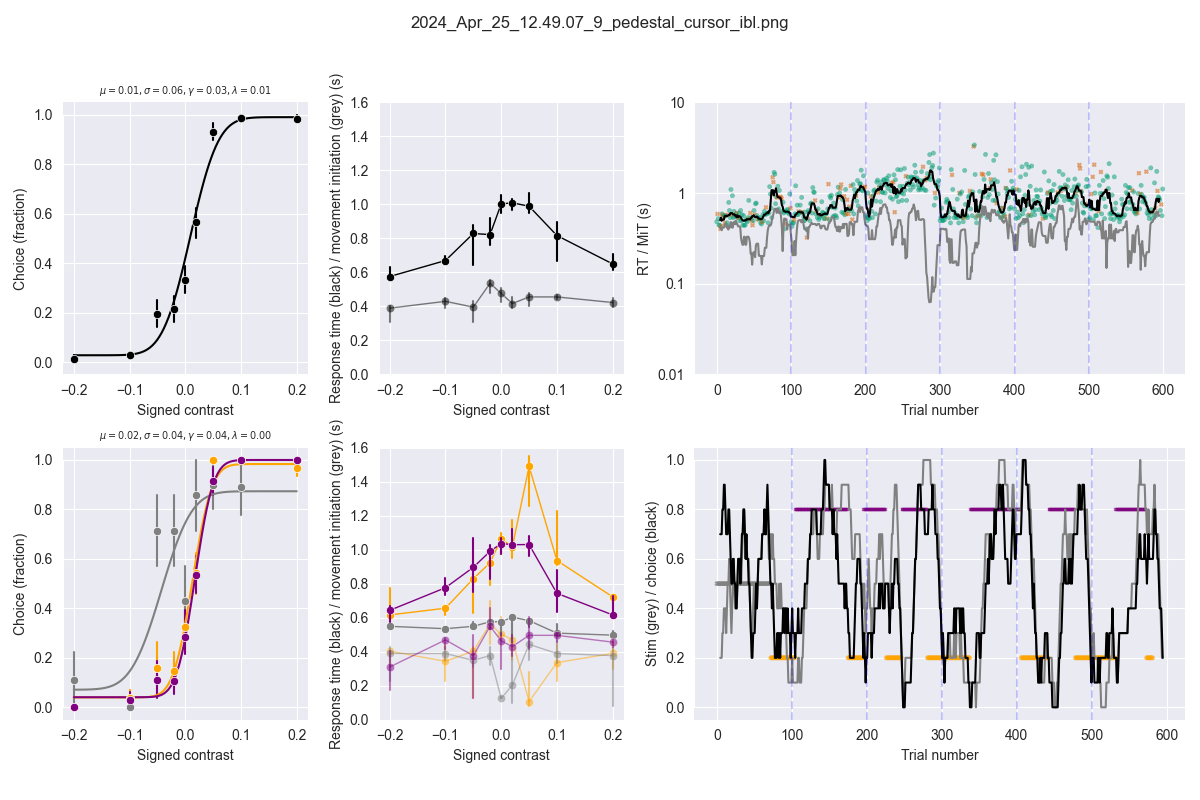 2024_Apr_25_12.49.07_9_pedestal_cursor_ibl.png
μ = 0.01, σ = 0.06, γ = 0.03, λ = 0.01
Choice (fraction)
1.0
0.8
0.6
0.4
0.2
0.0
−0.2 −0.1 0.0 0.1 0.2
Signed contrast
Response time (black) / movement initiation (grey) (s)
1.6
1.4
1.2
1.0
0.8
0.6
0.4
0.2
0.0
−0.2 −0.1 0.0 0.1 0.2
Signed contrast
RT / MiT (s)
10
1
0.1
0.01
0 100 200 300 400 500 600
Trial number
μ = 0.02, σ = 0.04, γ = 0.04, λ = 0.00
Choice (fraction)
1.0
0.8
0.6
0.4
0.2
0.0
−0.2 −0.1 0.0 0.1 0.2
Signed contrast
Response time (black) / movement initiation (grey) (s)
1.6
1.4
1.2
1.0
0.8
0.6
0.4
0.2
0.0
−0.2 −0.1 0.0 0.1 0.2
Signed contrast
Stim (grey) / choice (black)
1.0
0.8
0.6
0.4
0.2
0.0
0 100 200 300 400 500 600
Trial number